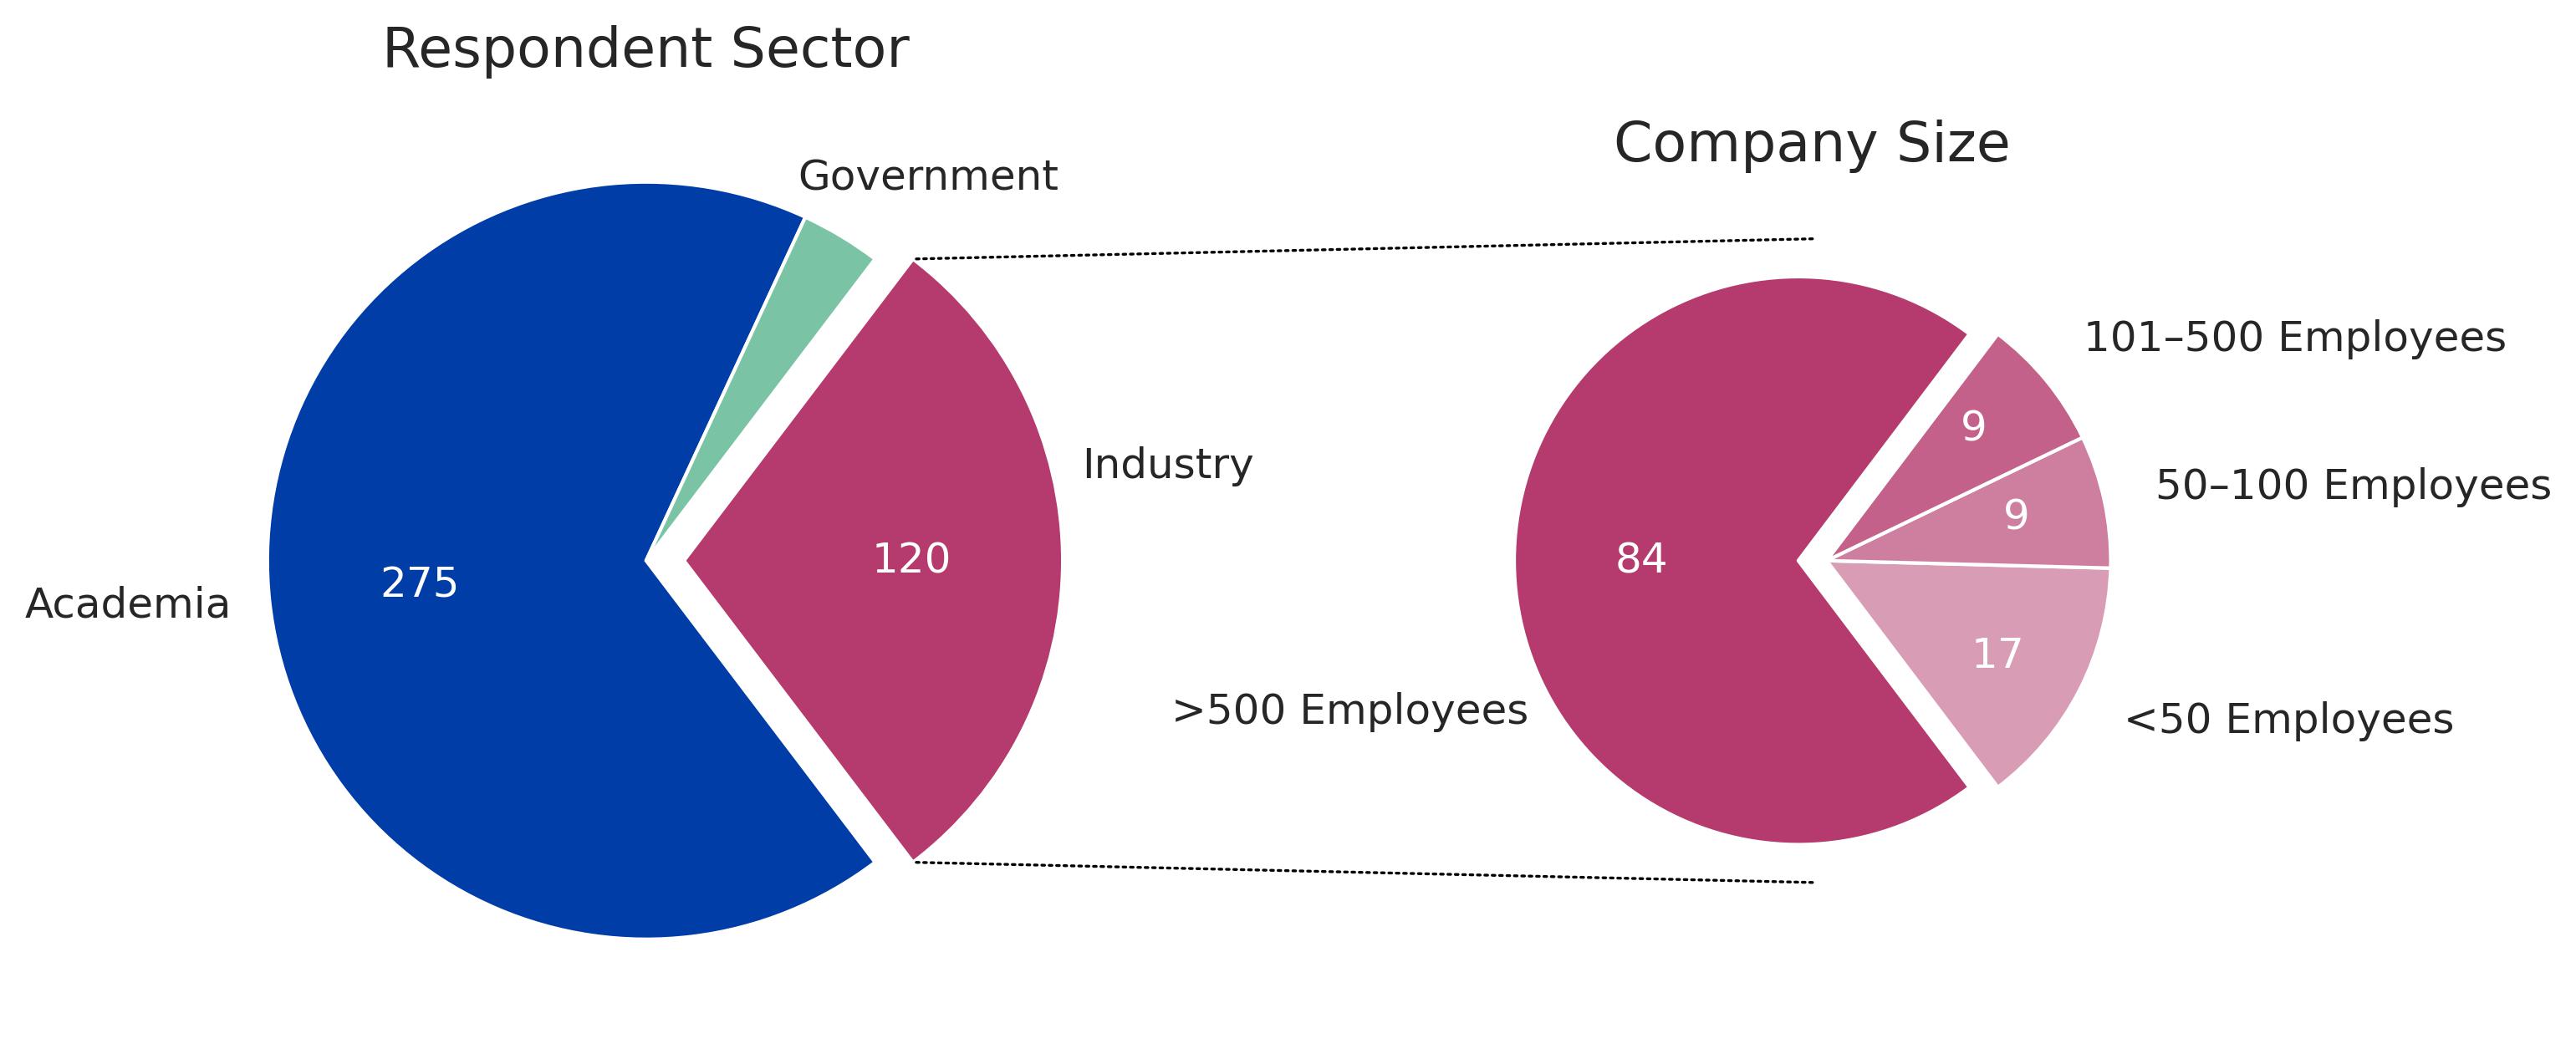 Respondent Sector
Government
Industry
120
275
Academia
Company Size
101–500 Employees
9
50–100 Employees
9
84
17
>500 Employees
<50 Employees